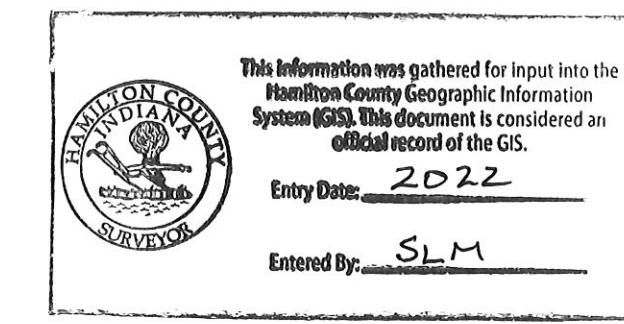 This information was gathered for input into the
Hamilton County Geographic Information
System (GIS). This document is considered an
official record of the GIS.
HAMILTON COUNTY
INDIANA
SURVEYOR
Entry Date: 2022
Entered By: SLM